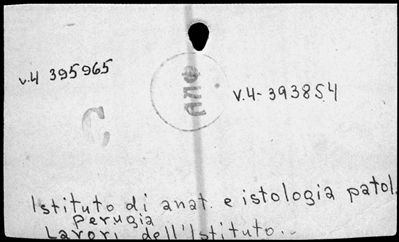 v.4 395965
v.4-393854
C
Istituto di anat. e istologia patol.
Perugia
Lavori dell'Istituto..